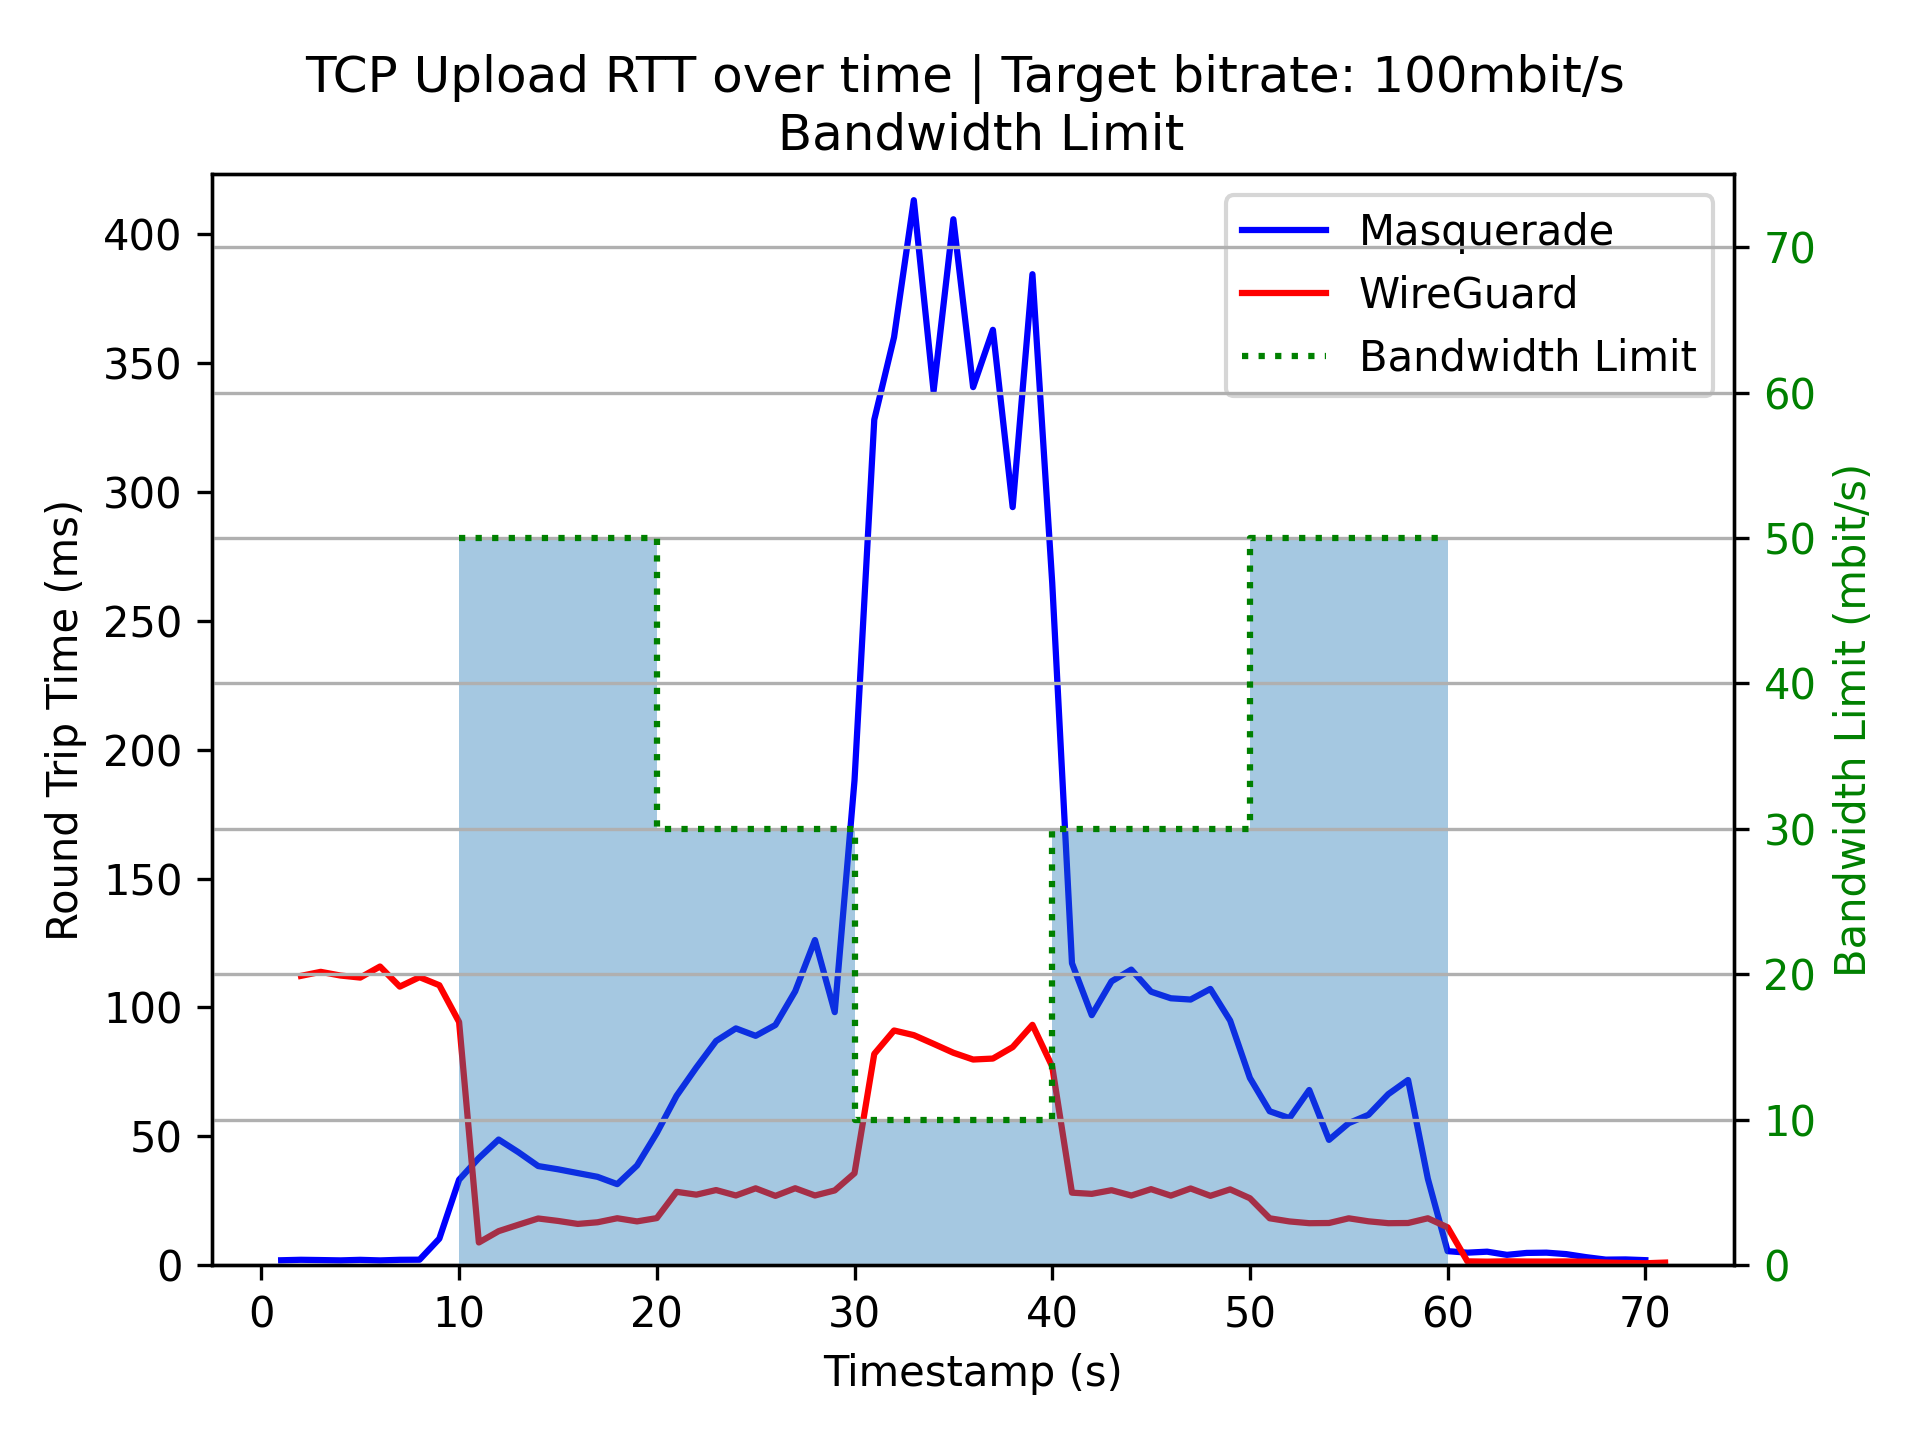 TCP Upload RTT over time | Target bitrate: 100mbit/s
Bandwidth Limit
Masquerade
WireGuard
Bandwidth Limit
Round Trip Time (ms)
400
350
300
250
200
150
100
50
0
70
60
50
40
30
20
10
0
Bandwidth Limit (mbit/s)
0 10 20 30 40 50 60 70
Timestamp (s)